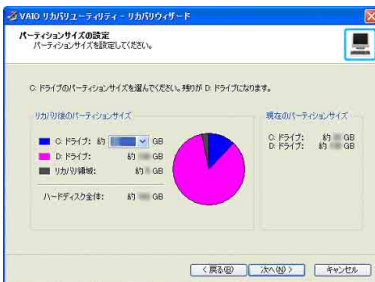 VAIO リカバリユーティリティ - リカバリウィザード
パーティションサイズの設定
パーティションサイズを設定してください。
C: ドライブのパーティションサイズを選んでください。残りが D: ドライブになります。
リカバリ後のパーティションサイズ
C: ドライブ: 約 GB
D: ドライブ: 約 GB
リカバリ領域: 約 GB
ハードディスク全体: 約 GB
現在のパーティションサイズ
C: ドライブ: 約 GB
D: ドライブ: 約 GB
< 戻る(B)
次へ(N) >
キャンセル